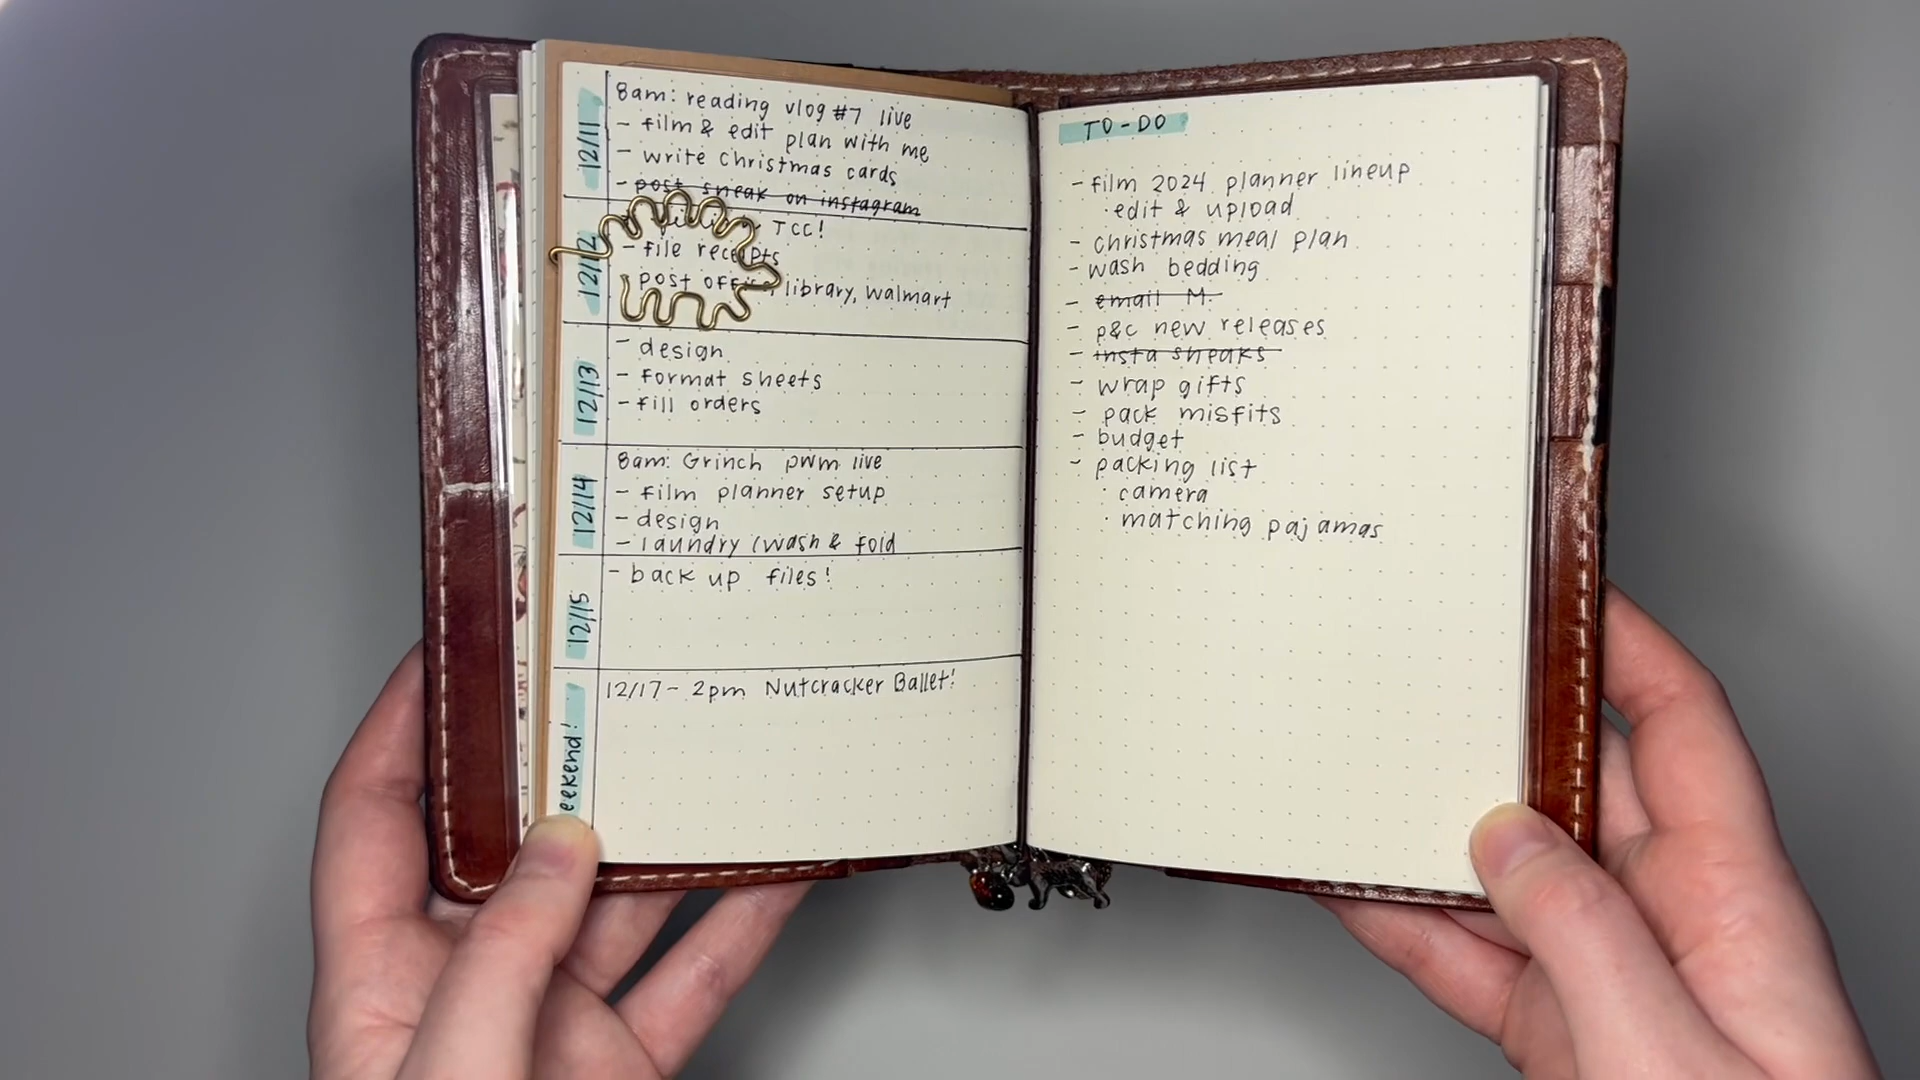 12/11
8am: reading vlog #7 live
- film & edit plan with me
- write christmas cards
- post sneak on instagram
12/12
TCC!
- file receipts
- post office, library, walmart
12/13
- design
- format sheets
- fill orders
12/14
8am: Grinch pwm live
- film planner setup
- design
- laundry (wash & fold
12/15
- back up files!
eekend!
12/17 - 2pm Nutcracker Ballet!
TO-DO
- film 2024 planner lineup
· edit & upload
- christmas meal plan
- wash bedding
- email M.
- p&c new releases
- insta sneaks
- wrap gifts
- pack misfits
- budget
- packing list
· camera
· matching pajamas